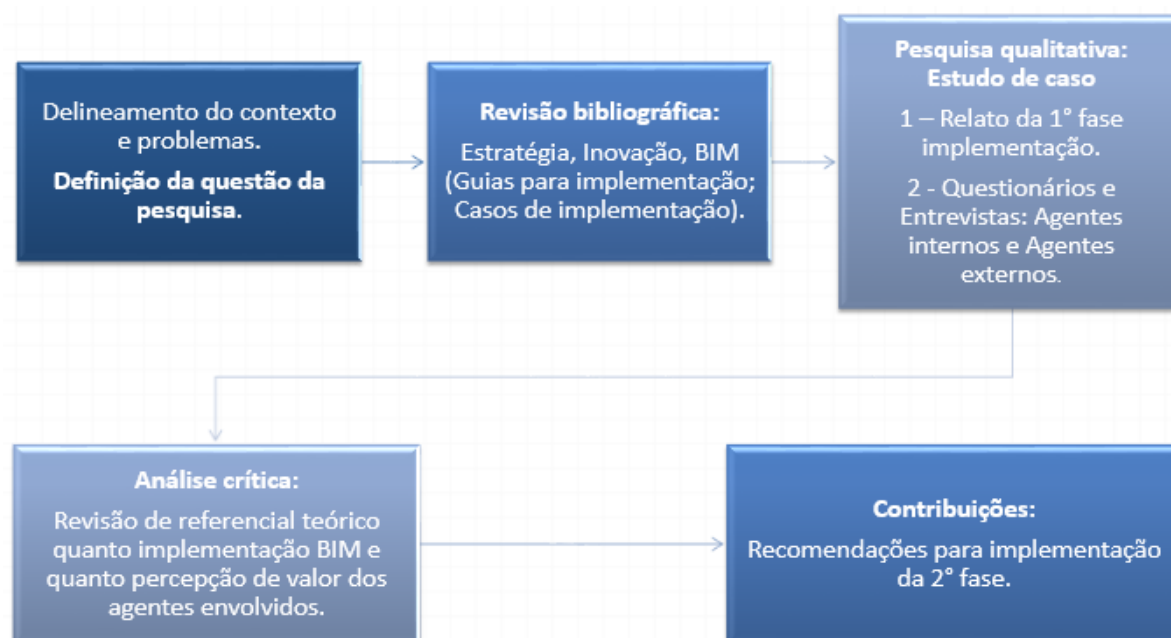 Delineamento do contexto
e problemas.
Definição da questão da
pesquisa.
Revisão bibliográfica:
Estratégia, Inovação, BIM
(Guias para implementação;
Casos de implementação).
Pesquisa qualitativa:
Estudo de caso
1 – Relato da 1° fase
implementação.
2 - Questionários e
Entrevistas: Agentes
internos e Agentes
externos.
Análise crítica:
Revisão de referencial teórico
quanto implementação BIM e
quanto percepção de valor dos
agentes envolvidos.
Contribuições:
Recomendações para implementação
da 2° fase.